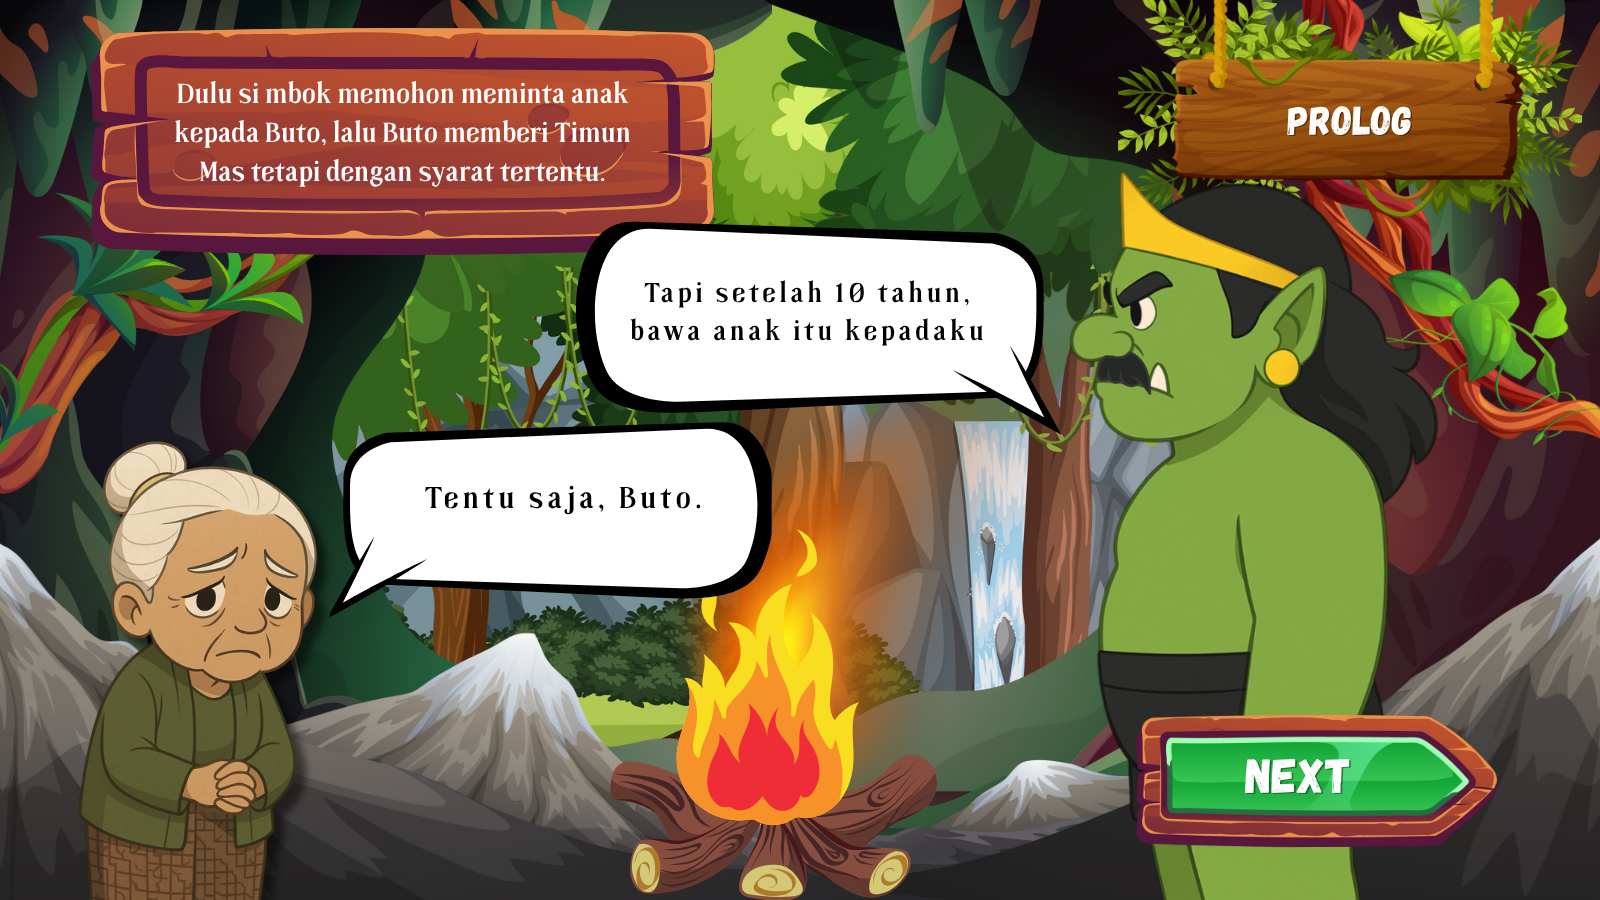 Dulu si mbok memohon meminta anak
kepada Buto, lalu Buto memberi Timun
Mas tetapi dengan syarat tertentu.
PROLOG
Tapi setelah 10 tahun,
bawa anak itu kepadaku
Tentu saja, Buto.
NEXT